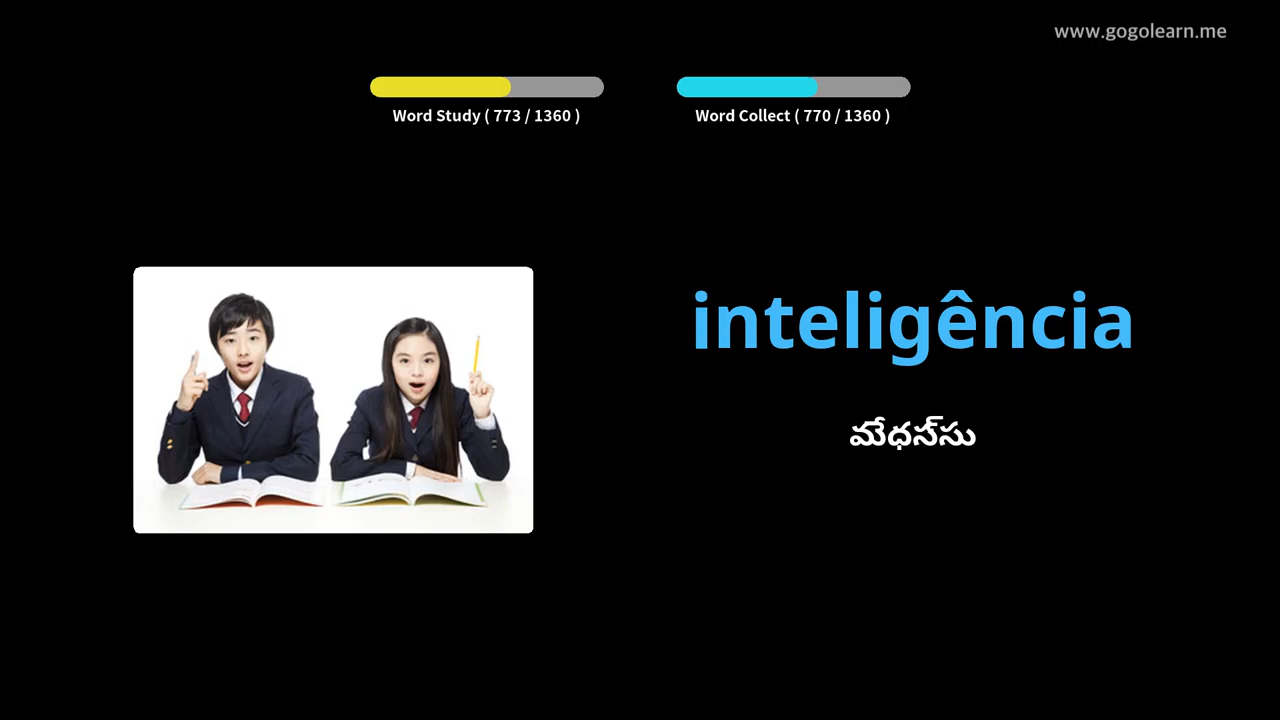 www.gogolearn.me
Word Study ( 773 / 1360 )
Word Collect ( 770 / 1360 )
inteligência
మేధస్‌సు